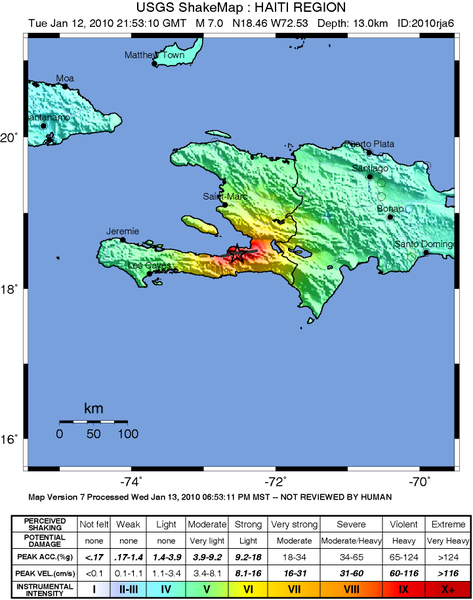 USGS ShakeMap : HAITI REGION
Tue Jan 12, 2010 21:53:10 GMT M 7.0 N18.46 W72.53 Depth: 13.0km ID:2010rja6
Matthew Town
Moa
antanamo
20°
Puerto Plata
Santiago
Saint-Marc
Bonao
Jeremie
Santo Domingo
Les Cayes
18°
km
0 50 100
16°
-74° -72° -70°
Map Version 7 Processed Wed Jan 13, 2010 06:53:11 PM MST -- NOT REVIEWED BY HUMAN
PERCEIVED SHAKING Not felt Weak Light Moderate Strong Very strong Severe Violent Extreme
POTENTIAL DAMAGE none none none Very light Light Moderate Moderate/Heavy Heavy Very Heavy
PEAK ACC.(%g) <.17 .17-1.4 1.4-3.9 3.9-9.2 9.2-18 18-34 34-65 65-124 >124
PEAK VEL.(cm/s) <0.1 0.1-1.1 1.1-3.4 3.4-8.1 8.1-16 16-31 31-60 60-116 >116
INSTRUMENTAL INTENSITY I II-III IV V VI VII VIII IX X+